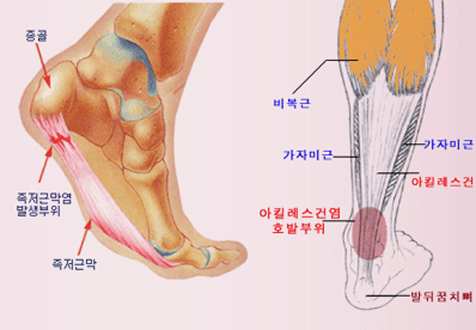 종골
족저근막염
발생부위
족저근막
비복근
가자미근
가자미근
아킬레스건
아킬레스건염
호발부위
발뒤꿈치뼈